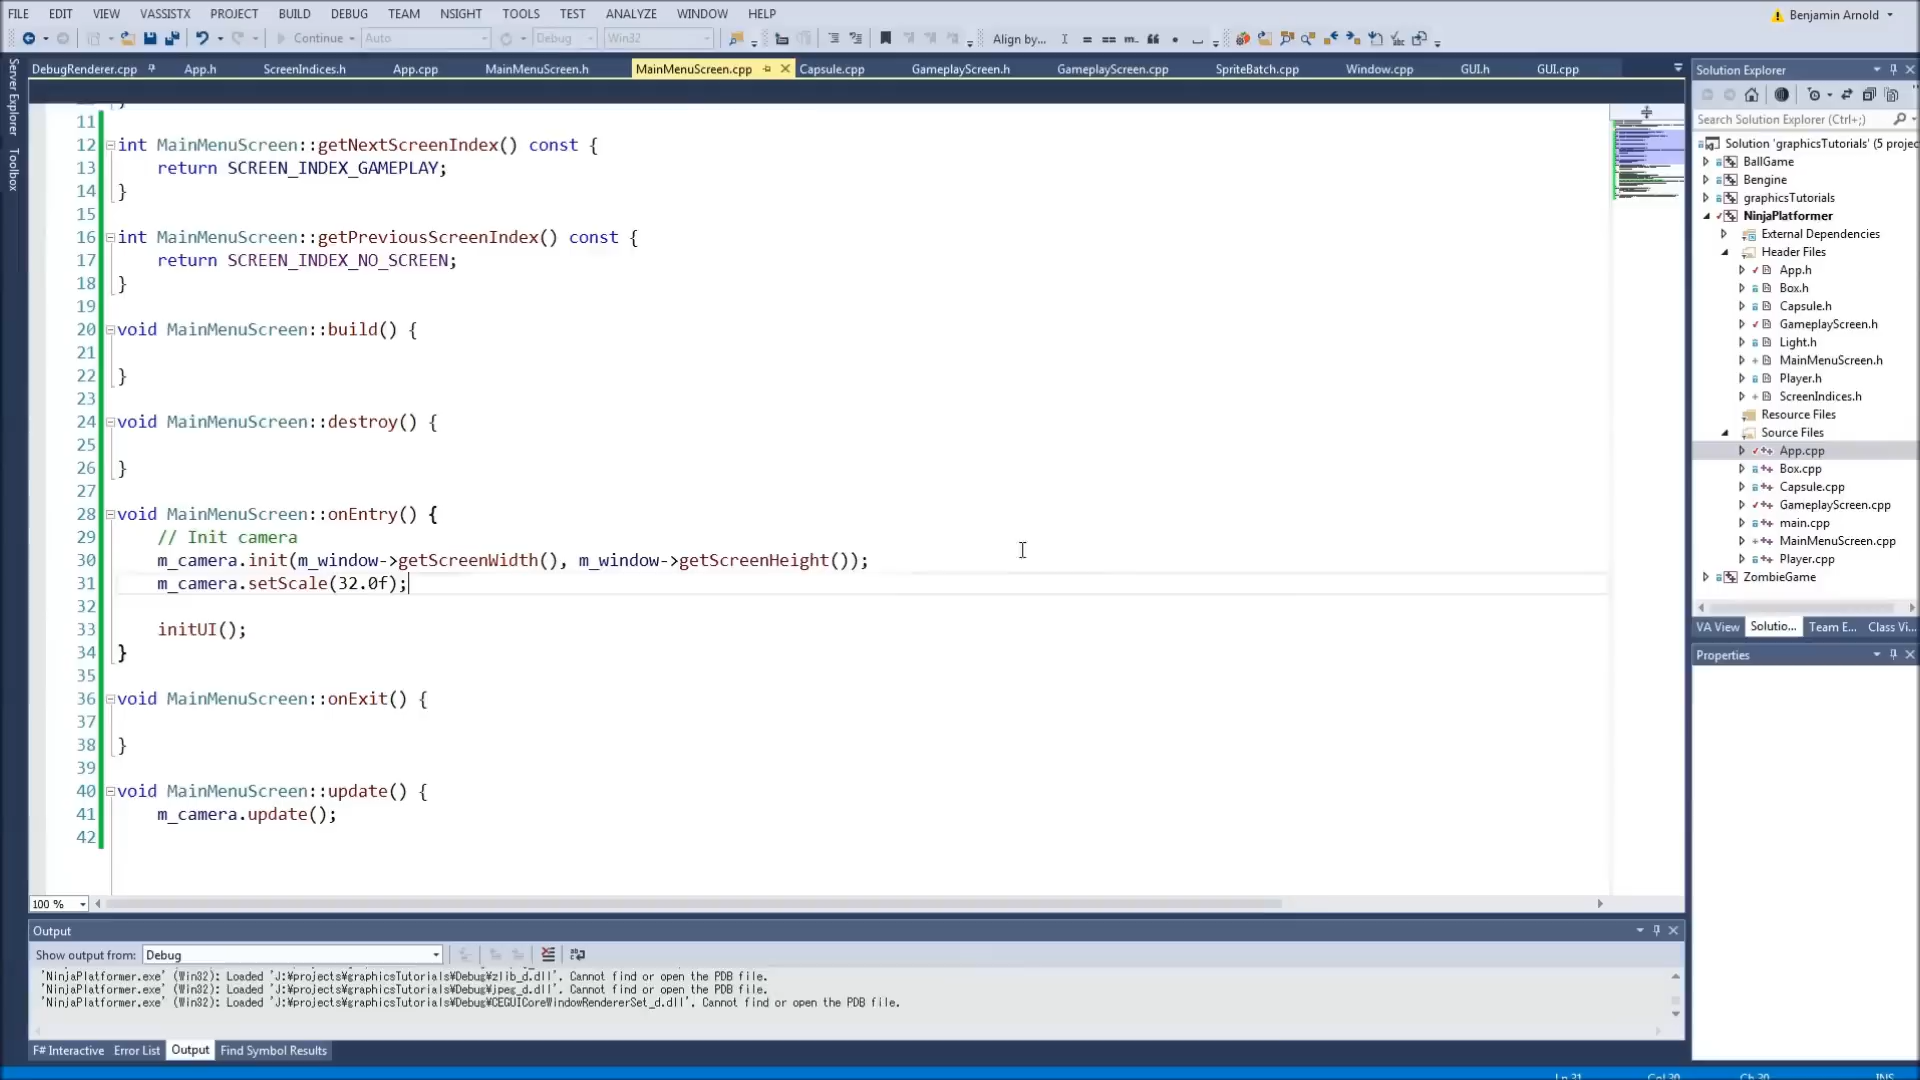 FILE EDIT VIEW VASSISTX PROJECT BUILD DEBUG TEAM NSIGHT TOOLS TEST ANALYZE WINDOW HELP
Benjamin Arnold
Continue Auto Debug Win32 Align by...
DebugRenderer.cpp App.h ScreenIndices.h App.cpp MainMenuScreen.h MainMenuScreen.cpp Capsule.cpp GameplayScreen.h GameplayScreen.cpp SpriteBatch.cpp Window.cpp GUI.h GUI.cpp
Server Explorer
Toolbox
11
12 int MainMenuScreen::getNextScreenIndex() const {
13 return SCREEN_INDEX_GAMEPLAY;
14 }
15
16 int MainMenuScreen::getPreviousScreenIndex() const {
17 return SCREEN_INDEX_NO_SCREEN;
18 }
19
20 void MainMenuScreen::build() {
21
22 }
23
24 void MainMenuScreen::destroy() {
25
26 }
27
28 void MainMenuScreen::onEntry() {
29 // Init camera
30 m_camera.init(m_window->getScreenWidth(), m_window->getScreenHeight());
31 m_camera.setScale(32.0f);
32
33 initUI();
34 }
35
36 void MainMenuScreen::onExit() {
37
38 }
39
40 void MainMenuScreen::update() {
41 m_camera.update();
42
100 %
Output
Show output from: Debug
'NinjaPlatformer.exe' (Win32): Loaded 'J:¥projects¥graphicsTutorials¥Debug¥zlib_d.dll'. Cannot find or open the PDB file.
'NinjaPlatformer.exe' (Win32): Loaded 'J:¥projects¥graphicsTutorials¥Debug¥jpeg_d.dll'. Cannot find or open the PDB file.
'NinjaPlatformer.exe' (Win32): Loaded 'J:¥projects¥graphicsTutorials¥Debug¥CEGUICoreWindowRendererSet_d.dll'. Cannot find or open the PDB file.
F# Interactive Error List Output Find Symbol Results
Solution Explorer
Search Solution Explorer (Ctrl+;)
Solution 'graphicsTutorials' (5 projec
BallGame
Bengine
graphicsTutorials
NinjaPlatformer
External Dependencies
Header Files
App.h
Box.h
Capsule.h
GameplayScreen.h
Light.h
MainMenuScreen.h
Player.h
ScreenIndices.h
Resource Files
Source Files
App.cpp
Box.cpp
Capsule.cpp
GameplayScreen.cpp
main.cpp
MainMenuScreen.cpp
Player.cpp
ZombieGame
VA View Solutio... Team E... Class Vi...
Properties
Ln 31 Col 30 Ch 30 INS